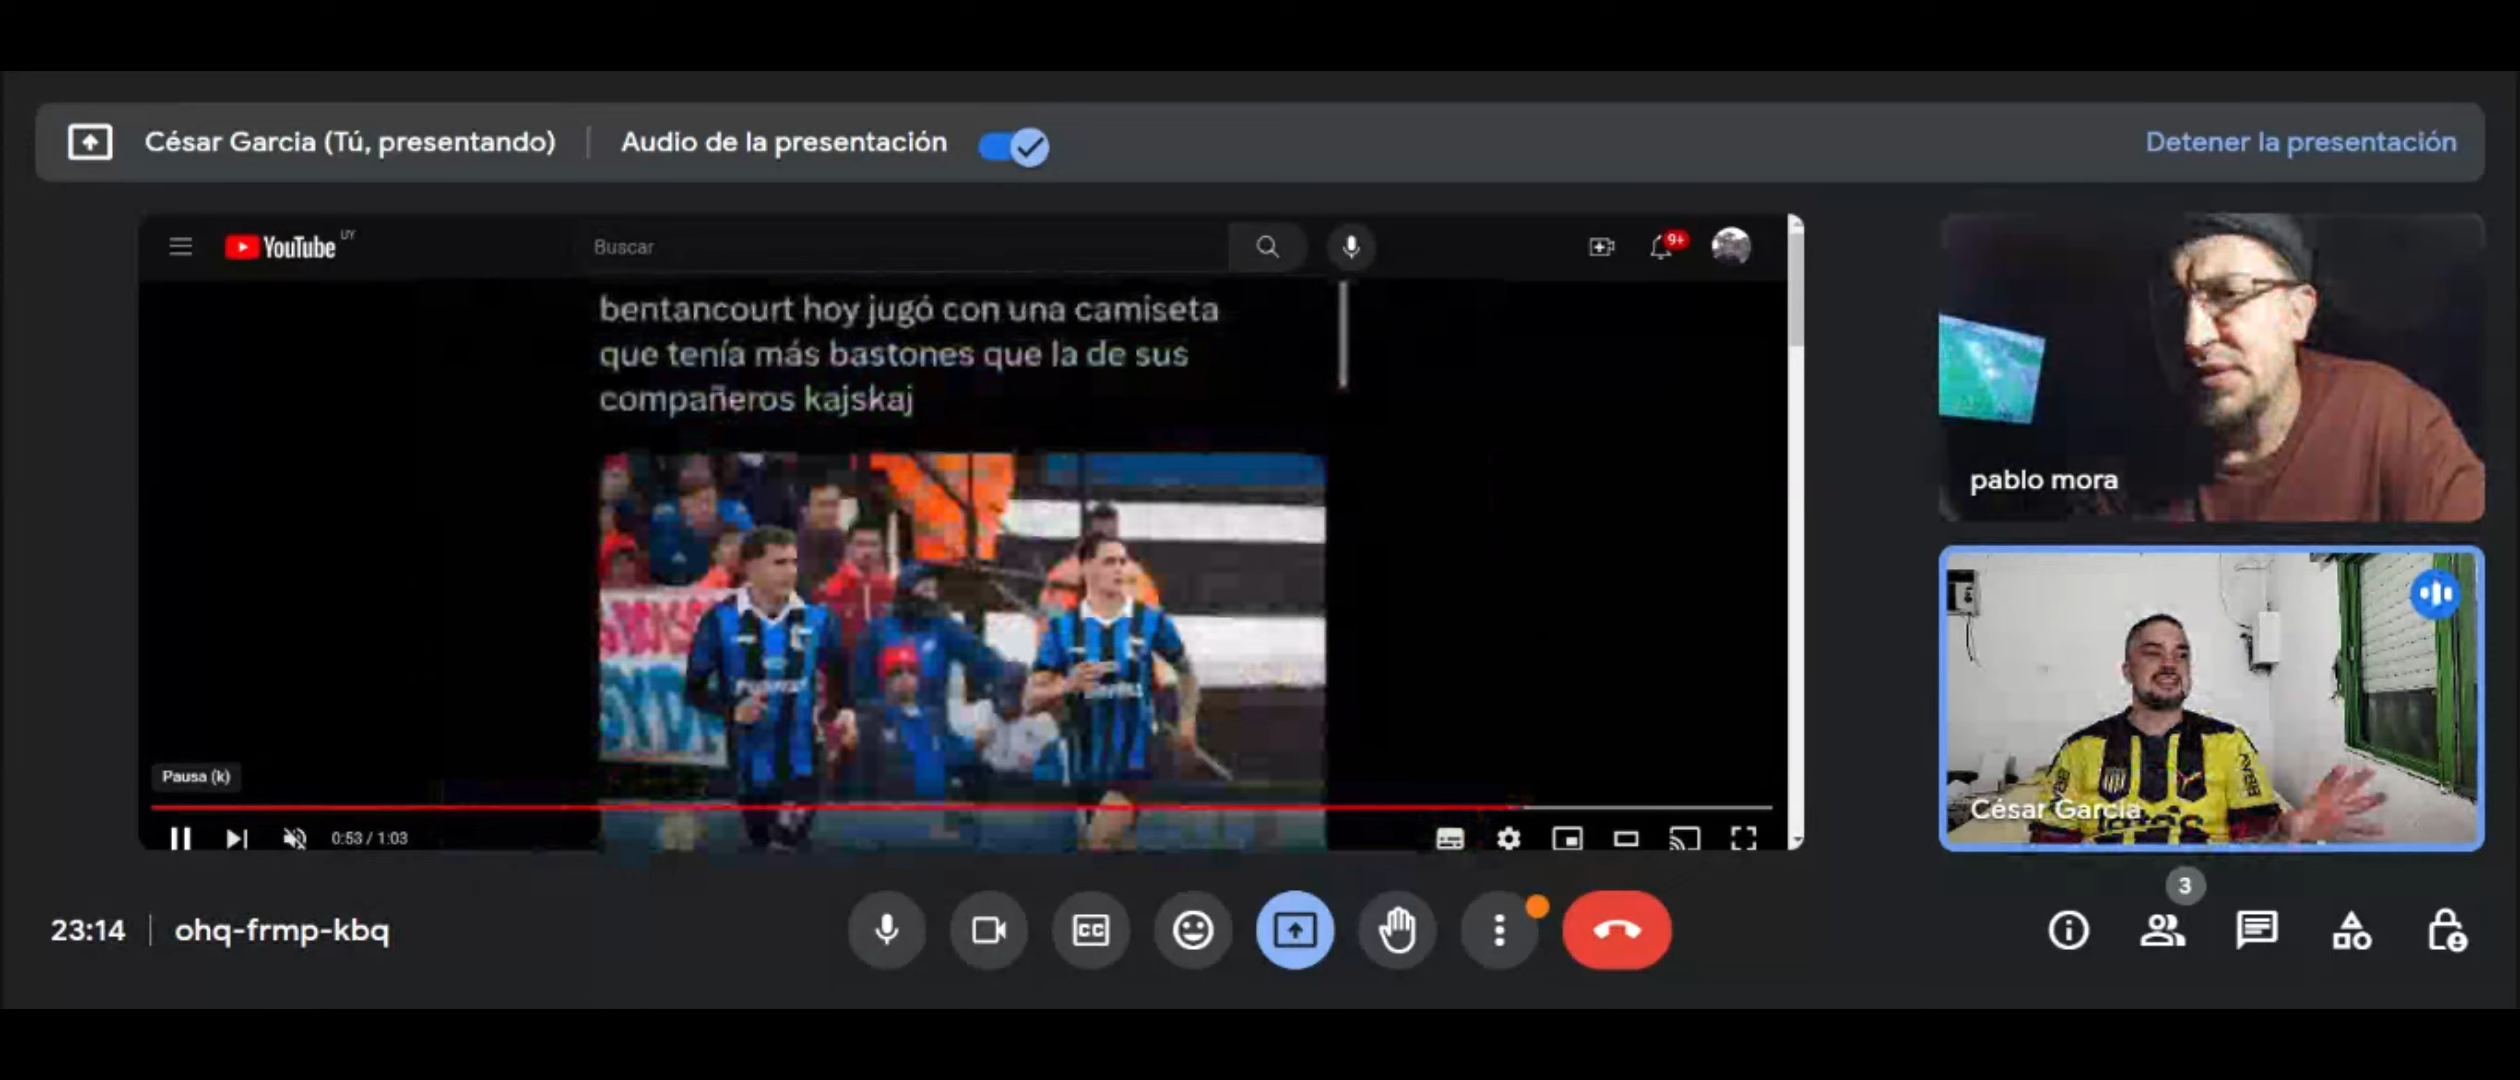 César Garcia (Tú, presentando)
Audio de la presentación
Detener la presentación
YouTube UY
Buscar
9+
bentancourt hoy jugó con una camiseta
que tenía más bastones que la de sus
compañeros kajskaj
Pausa (k)
0:53 / 1:03
pablo mora
César Garcia
23:14
ohq-frmp-kbq
CC
3